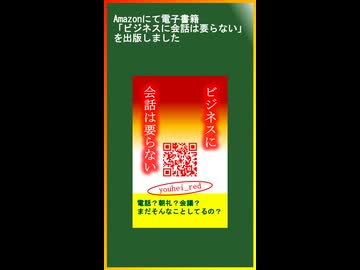 Amazonにて電子書籍
「ビジネスに会話は要らない」
を出版しました
ビジネスに
会話は要らない
youhei_red
電話？朝礼？会議？
まだそんなことしてるの？